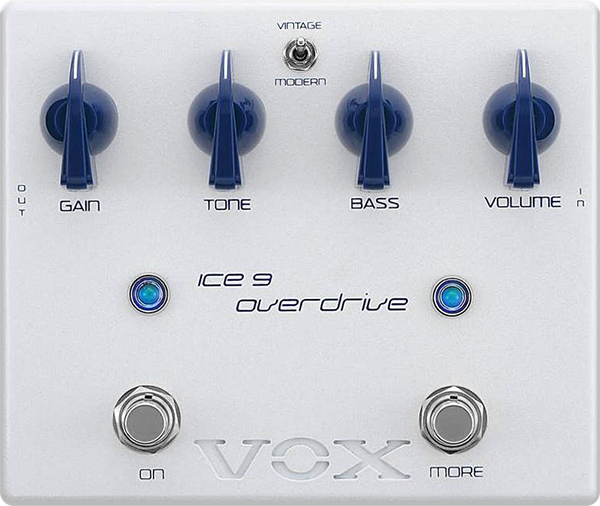 VINTAGE
MODERN
OUT
GAIN
TONE
BASS
VOLUME
In
ICE 9
overdrive
ON
VOX
MORE